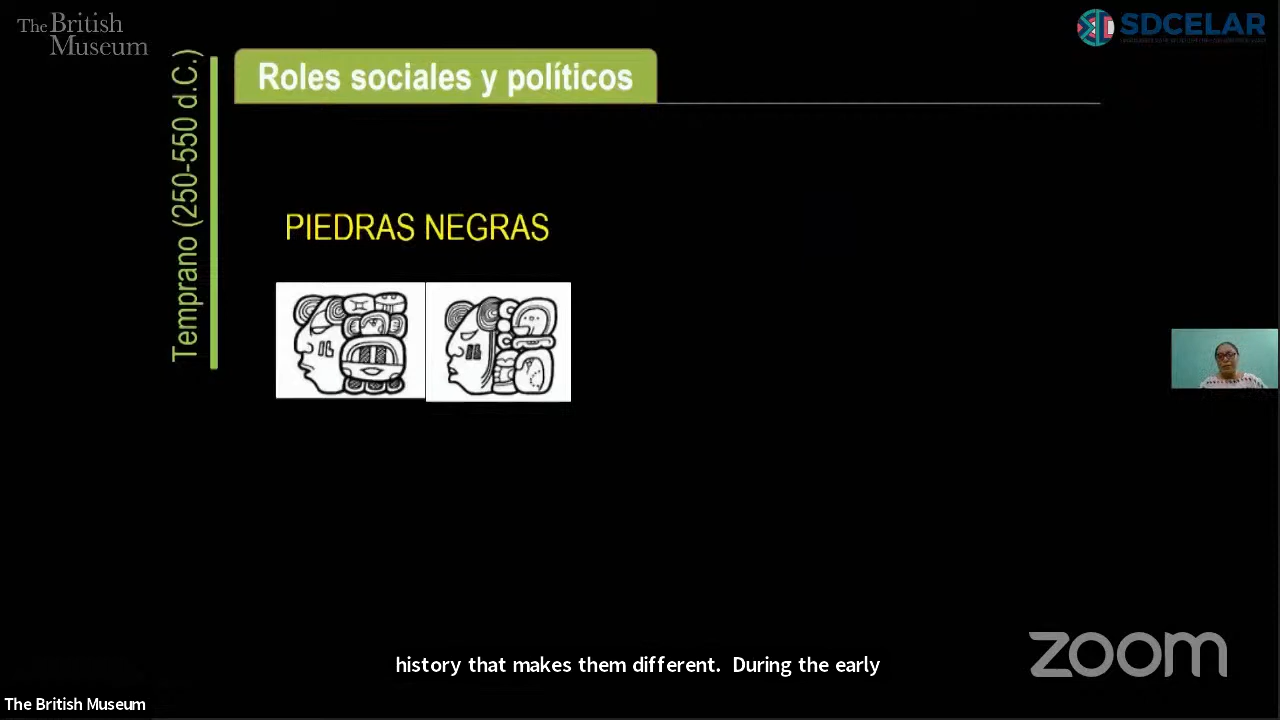 The British
Museum
SDCELAR
Roles sociales y políticos
Temprano (250-550 d.C.)
PIEDRAS NEGRAS
history that makes them different.  During the early
zoom
The British Museum